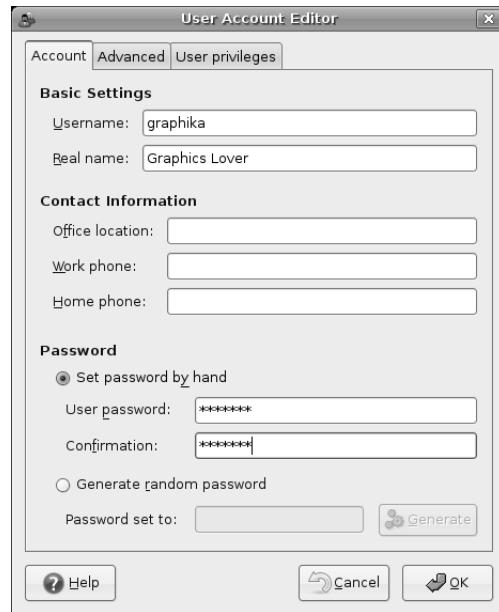 User Account Editor
Account Advanced User privileges
Basic Settings
Username: graphika
Real name: Graphics Lover
Contact Information
Office location:
Work phone:
Home phone:
Password
Set password by hand
User password: *******
Confirmation: *******
Generate random password
Password set to: Generate
Help Cancel OK